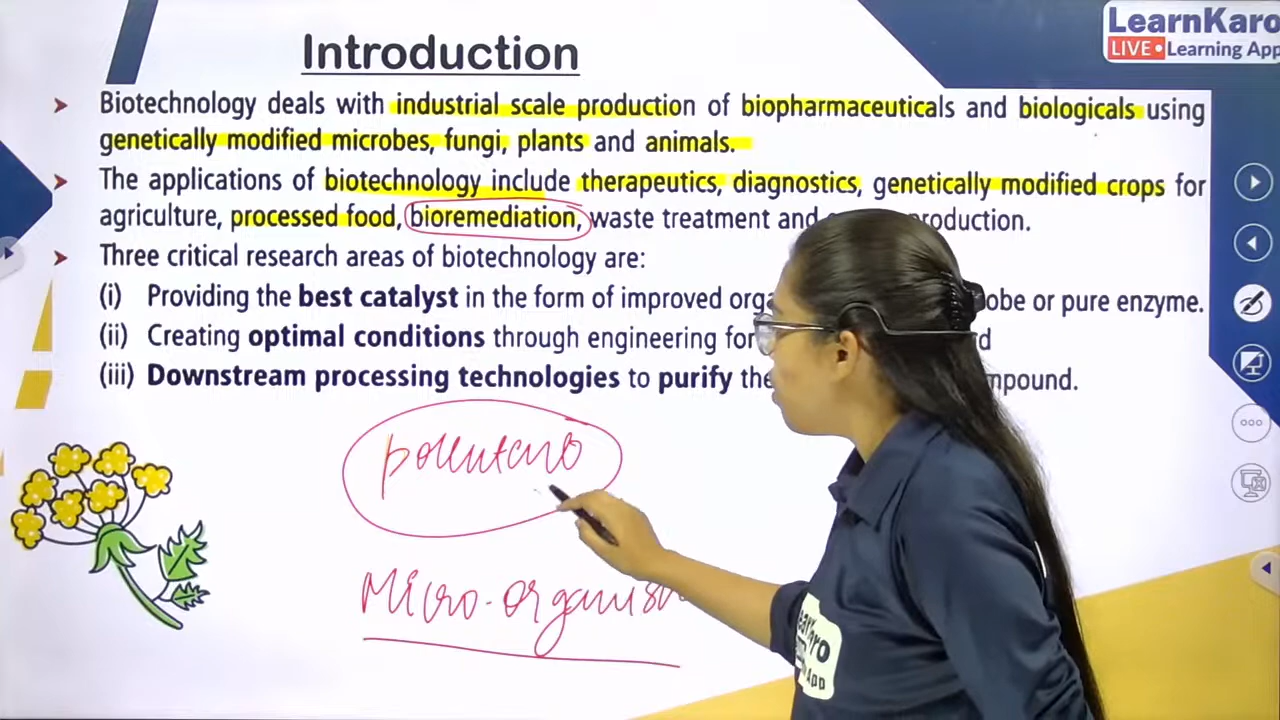 LearnKaro
LIVE • Learning App
Introduction
Biotechnology deals with industrial scale production of biopharmaceuticals and biologicals using
genetically modified microbes, fungi, plants and animals.
The applications of biotechnology include therapeutics, diagnostics, genetically modified crops for
agriculture, processed food, bioremediation, waste treatment and production.
Three critical research areas of biotechnology are:
(i) Providing the best catalyst in the form of improved or pure enzyme.
(ii) Creating optimal conditions through engineering for
(iii) Downstream processing technologies to purify the
Micro-organis